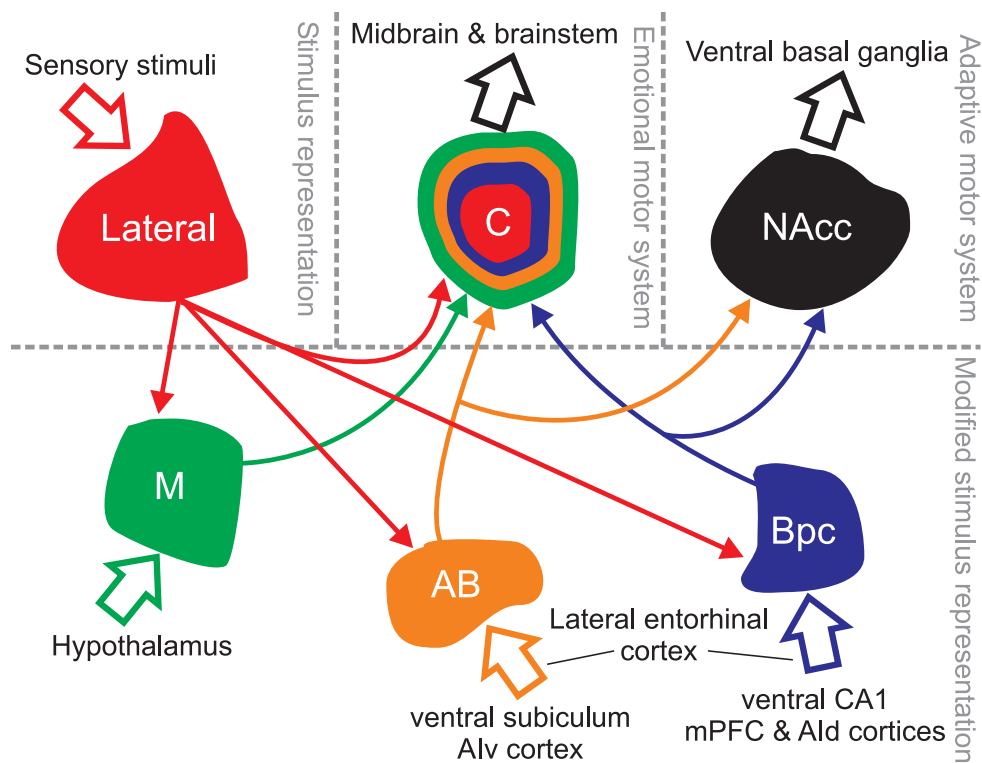 Sensory stimuli
Lateral
Stimulus representation
Midbrain & brainstem
C
Emotional motor system
Ventral basal ganglia
NAcc
Adaptive motor system
M
Hypothalamus
AB
Lateral entorhinal
cortex
ventral subiculum
AIv cortex
Bpc
ventral CA1
mPFC & AId cortices
Modified stimulus representation